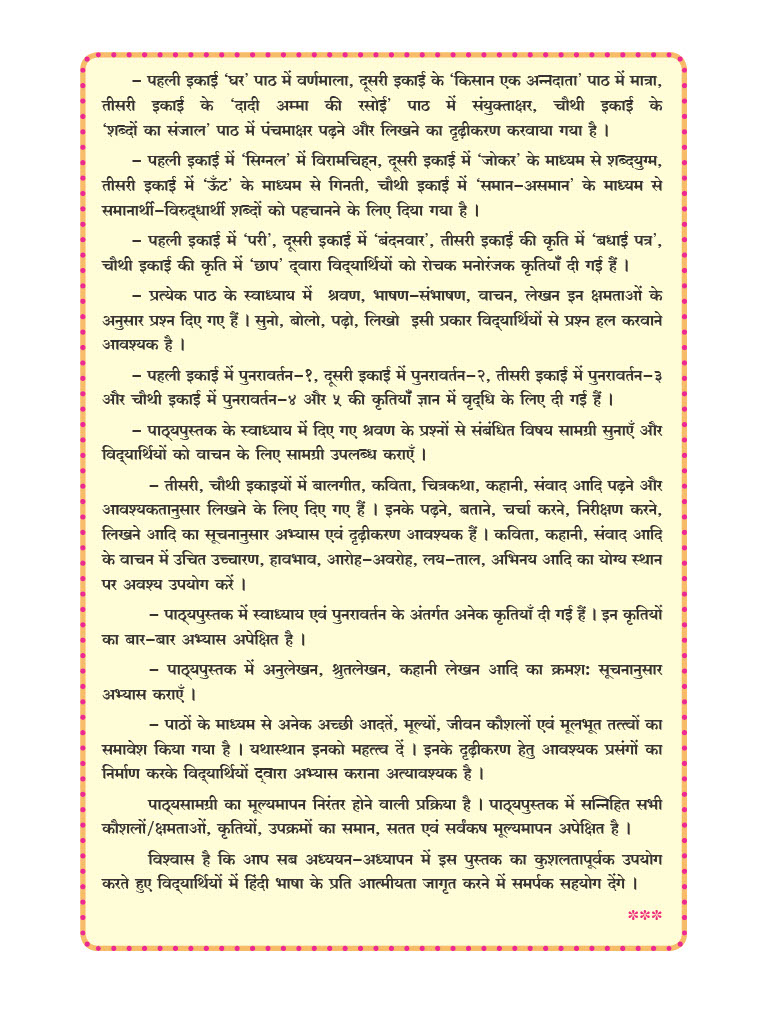 – पहली इकाई ‘घर’ पाठ में वर्णमाला, दूसरी इकाई के ‘किसान एक अन्नदाता’ पाठ में मात्रा,
तीसरी इकाई के ‘दादी अम्मा की रसोई’ पाठ में संयुक्ताक्षर, चौथी इकाई के
‘शब्दों का संजाल’ पाठ में पंचमाक्षर पढ़ने और लिखने का दृढ़ीकरण करवाया गया है ।
– पहली इकाई में ‘सिग्नल’ में विरामचिह्न, दूसरी इकाई में ‘जोकर’ के माध्यम से शब्दयुग्म,
तीसरी इकाई में ‘ऊँट’ के माध्यम से गिनती, चौथी इकाई में ‘समान–असमान’ के माध्यम से
समानार्थी–विरुद्धार्थी शब्दों को पहचानने के लिए दिया गया है ।
– पहली इकाई में ‘परी’, दूसरी इकाई में ‘बंदनवार’, तीसरी इकाई की कृति में ‘बधाई पत्र’,
चौथी इकाई की कृति में ‘छाप’ द्वारा विद्यार्थियों को रोचक मनोरंजक कृतियाँ दी गई हैं ।
– प्रत्येक पाठ के स्वाध्याय में श्रवण, भाषण–संभाषण, वाचन, लेखन इन क्षमताओं के
अनुसार प्रश्न दिए गए हैं । सुनो, बोलो, पढ़ो, लिखो इसी प्रकार विद्यार्थियों से प्रश्न हल करवाने
आवश्यक है ।
– पहली इकाई में पुनरावर्तन–१, दूसरी इकाई में पुनरावर्तन–२, तीसरी इकाई में पुनरावर्तन–३
और चौथी इकाई में पुनरावर्तन–४ और ५ की कृतियाँ ज्ञान में वृद्धि के लिए दी गई हैं ।
– पाठ्यपुस्तक के स्वाध्याय में दिए गए श्रवण के प्रश्नों से संबंधित विषय सामग्री सुनाएँ और
विद्यार्थियों को वाचन के लिए सामग्री उपलब्ध कराएँ ।
– तीसरी, चौथी इकाइयों में बालगीत, कविता, चित्रकथा, कहानी, संवाद आदि पढ़ने और
आवश्यकतानुसार लिखने के लिए दिए गए हैं । इनके पढ़ने, बताने, चर्चा करने, निरीक्षण करने,
लिखने आदि का सूचनानुसार अभ्यास एवं दृढ़ीकरण आवश्यक हैं । कविता, कहानी, संवाद आदि
के वाचन में उचित उच्चारण, हावभाव, आरोह–अवरोह, लय–ताल, अभिनय आदि का योग्य स्थान
पर अवश्य उपयोग करें ।
– पाठ्यपुस्तक में स्वाध्याय एवं पुनरावर्तन के अंतर्गत अनेक कृतियाँ दी गई हैं । इन कृतियों
का बार–बार अभ्यास अपेक्षित है ।
– पाठ्यपुस्तक में अनुलेखन, श्रुतलेखन, कहानी लेखन आदि का क्रमश: सूचनानुसार
अभ्यास कराएँ ।
– पाठों के माध्यम से अनेक अच्छी आदतें, मूल्यों, जीवन कौशलों एवं मूलभूत तत्त्वों का
समावेश किया गया है । यथास्थान इनको महत्त्व दें । इनके दृढ़ीकरण हेतु आवश्यक प्रसंगों का
निर्माण करके विद्यार्थियों द्वारा अभ्यास कराना अत्यावश्यक है ।
पाठ्यसामग्री का मूल्यमापन निरंतर होने वाली प्रक्रिया है । पाठ्यपुस्तक में सन्निहित सभी
कौशलों/क्षमताओं, कृतियों, उपक्रमों का समान, सतत एवं सर्वंकष मूल्यमापन अपेक्षित है ।
विश्वास है कि आप सब अध्ययन–अध्यापन में इस पुस्तक का कुशलतापूर्वक उपयोग
करते हुए विद्यार्थियों में हिंदी भाषा के प्रति आत्मीयता जागृत करने में समर्पक सहयोग देंगे ।
***